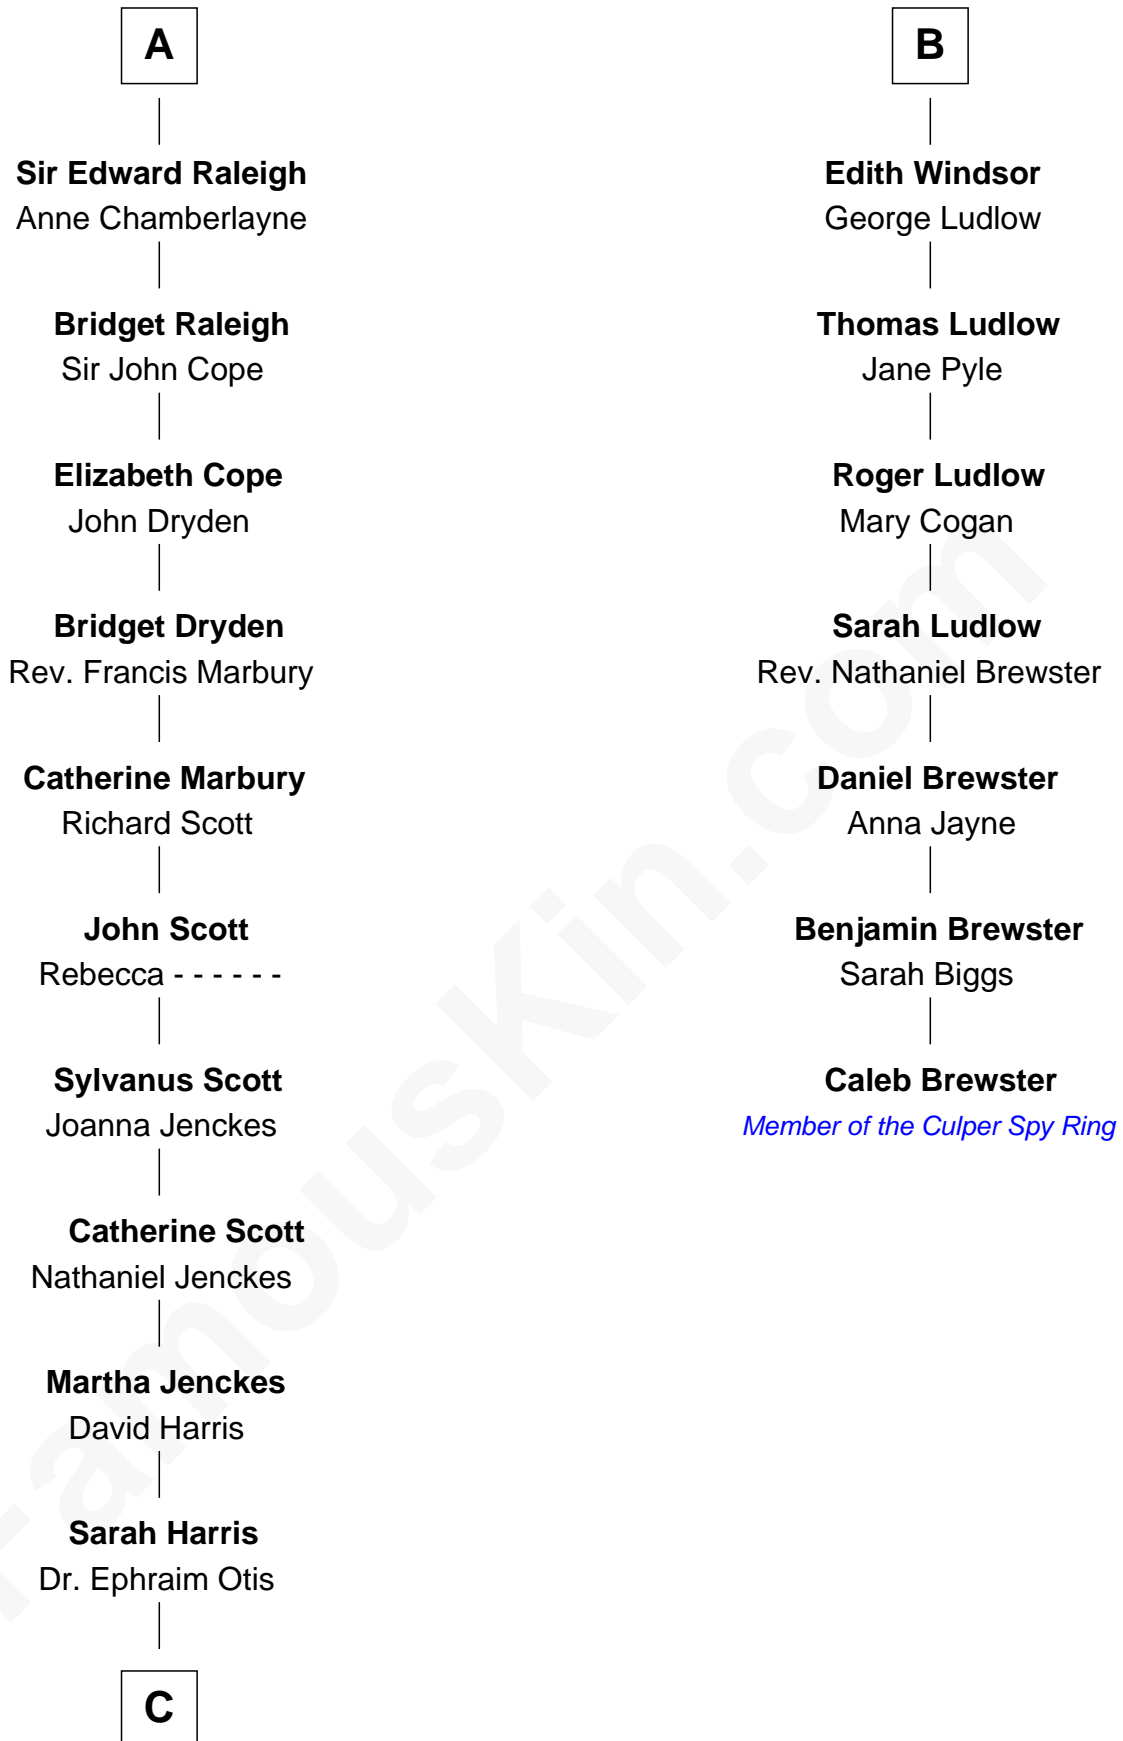 A
Sir Edward Raleigh
Anne Chamberlayne
Bridget Raleigh
Sir John Cope
Elizabeth Cope
John Dryden
Bridget Dryden
Rev. Francis Marbury
Catherine Marbury
Richard Scott
John Scott
Rebecca - - - - - -
Sylvanus Scott
Joanna Jenckes
Catherine Scott
Nathaniel Jenckes
Martha Jenckes
David Harris
Sarah Harris
Dr. Ephraim Otis
C
B
Edith Windsor
George Ludlow
Thomas Ludlow
Jane Pyle
Roger Ludlow
Mary Cogan
Sarah Ludlow
Rev. Nathaniel Brewster
Daniel Brewster
Anna Jayne
Benjamin Brewster
Sarah Biggs
Caleb Brewster
Member of the Culper Spy Ring
FamousKin.com